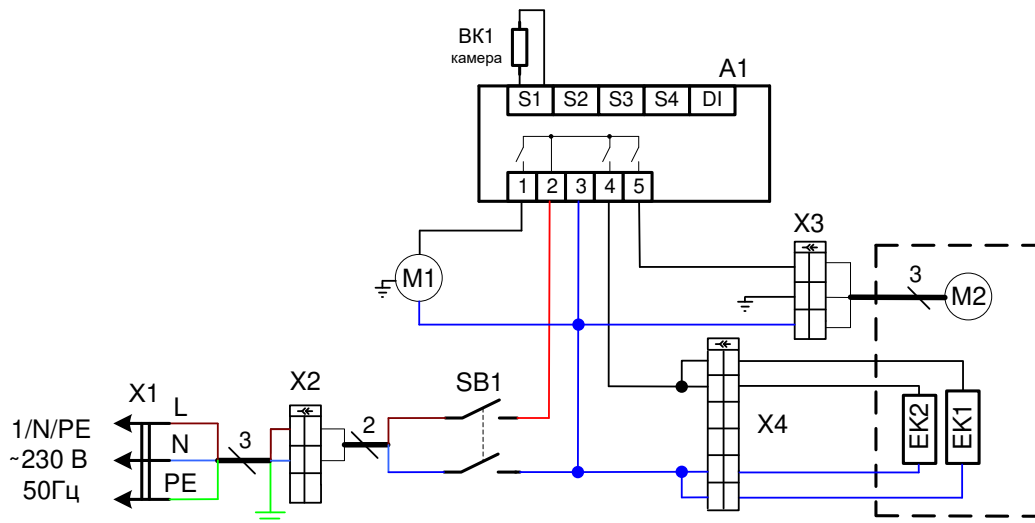 ВК1
камера
A1
S1 S2 S3 S4 DI
1 2 3 4 5
X3
M1
3
M2
X1
L
X2
SB1
2
X4
EK2
EK1
1/N/PE
~230 В
50Гц
N
3
PE